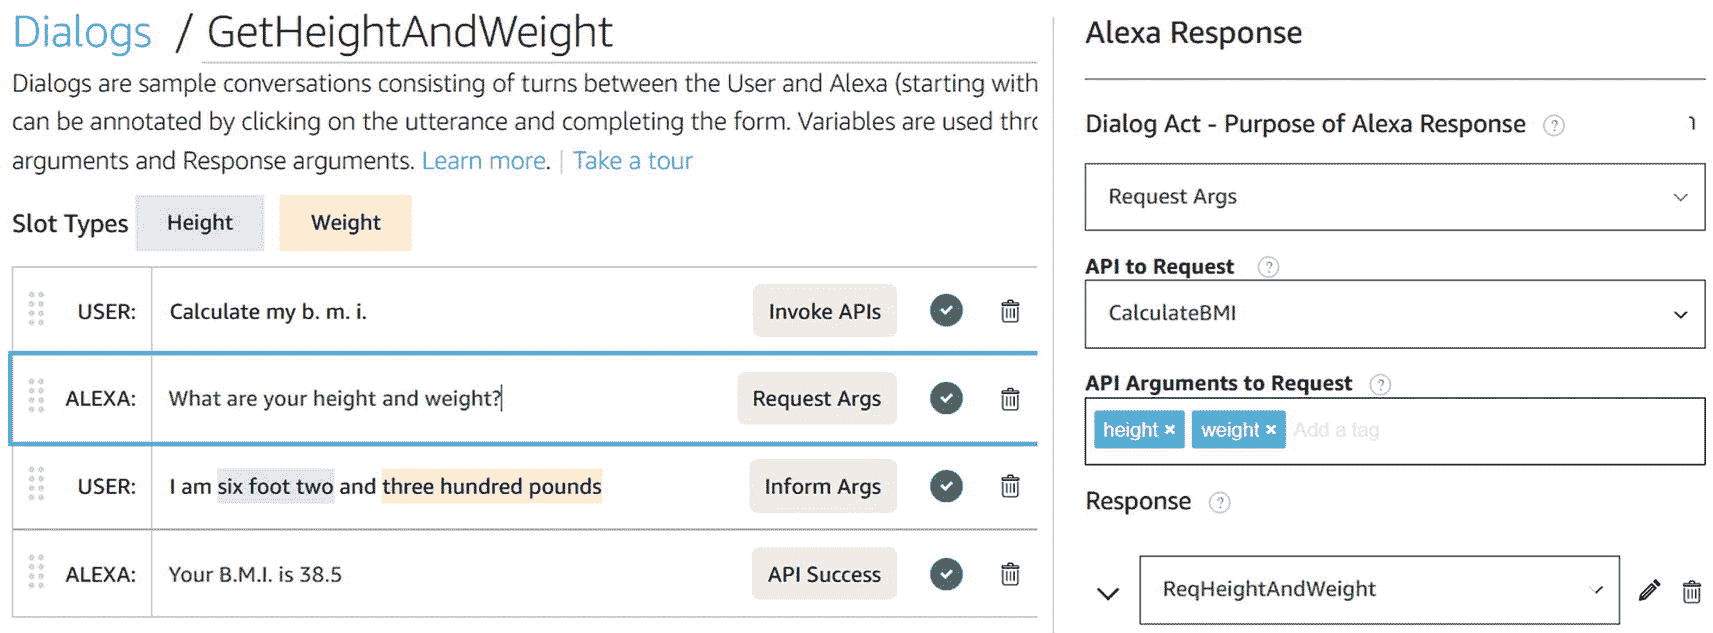 Dialogs / GetHeightAndWeight
Dialogs are sample conversations consisting of turns between the User and Alexa (starting with
can be annotated by clicking on the utterance and completing the form. Variables are used thr
arguments and Response arguments. Learn more. | Take a tour
Slot Types Height Weight
USER: Calculate my b. m. i. Invoke APIs
ALEXA: What are your height and weight? Request Args
USER: I am six foot two and three hundred pounds Inform Args
ALEXA: Your B.M.I. is 38.5 API Success
Alexa Response
Dialog Act - Purpose of Alexa Response ?
Request Args
API to Request ?
CalculateBMI
API Arguments to Request ?
height × weight × Add a tag
Response ?
ReqHeightAndWeight